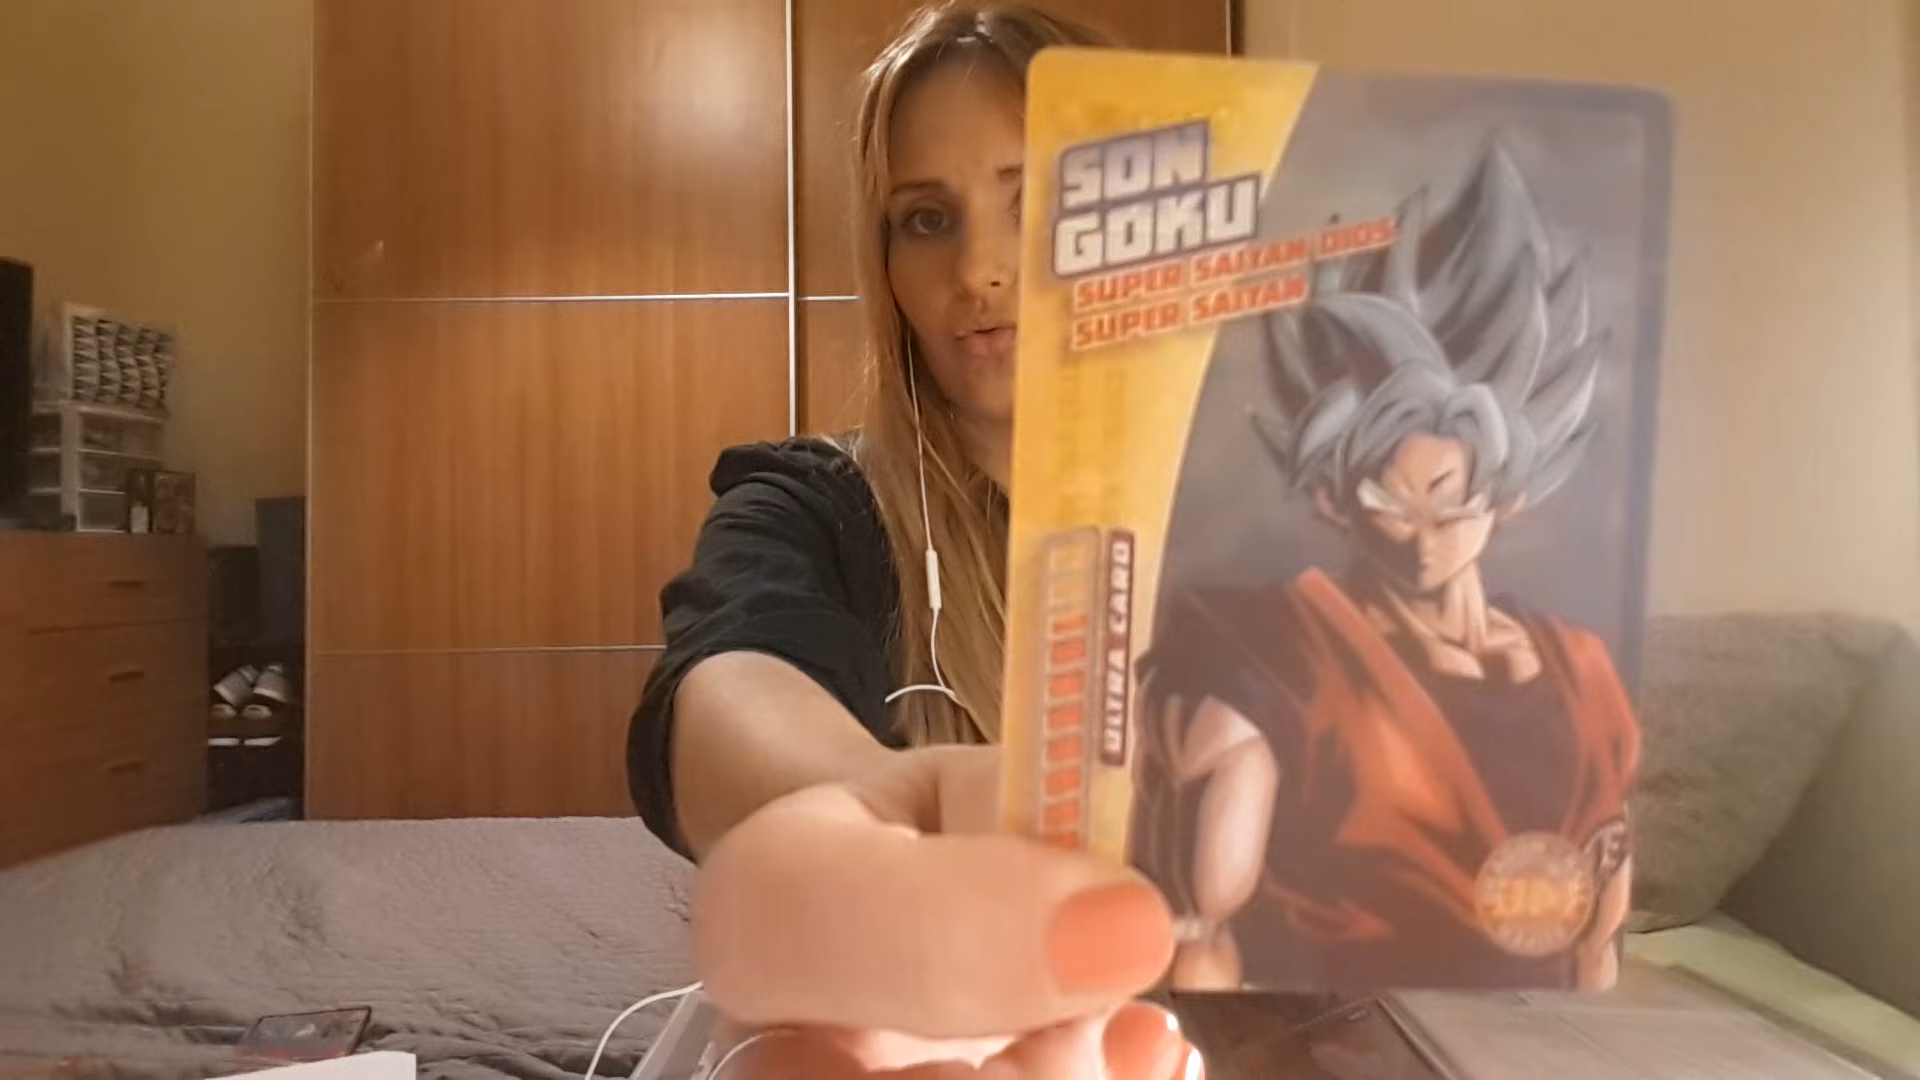 SON
GOKU
SUPER SAIYAN DIOS
SUPER SAIYAN
ULTRA CARD